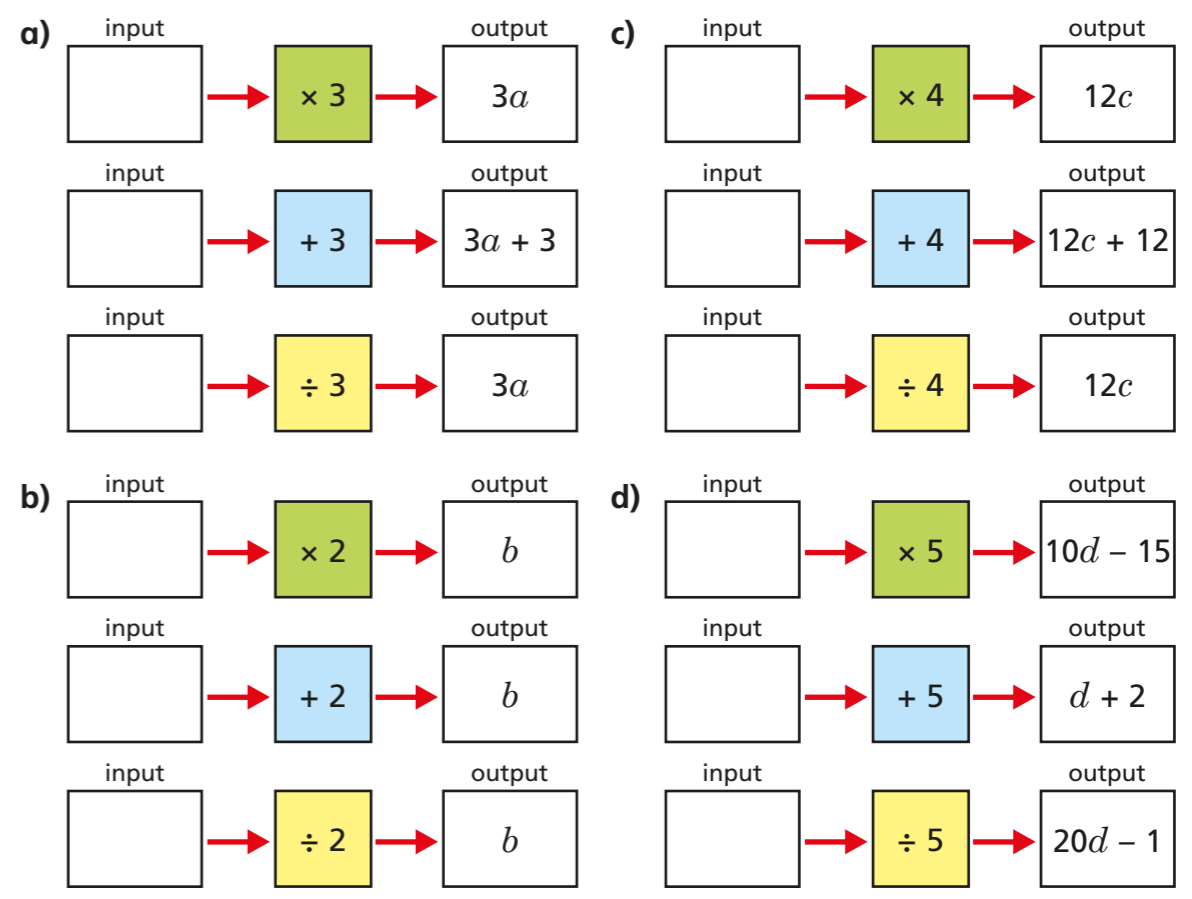 a)
input output
× 3 3a
input output
+ 3 3a + 3
input output
÷ 3 3a
c)
input output
× 4 12c
input output
+ 4 12c + 12
input output
÷ 4 12c
b)
input output
× 2 b
input output
+ 2 b
input output
÷ 2 b
d)
input output
× 5 10d – 15
input output
+ 5 d + 2
input output
÷ 5 20d – 1